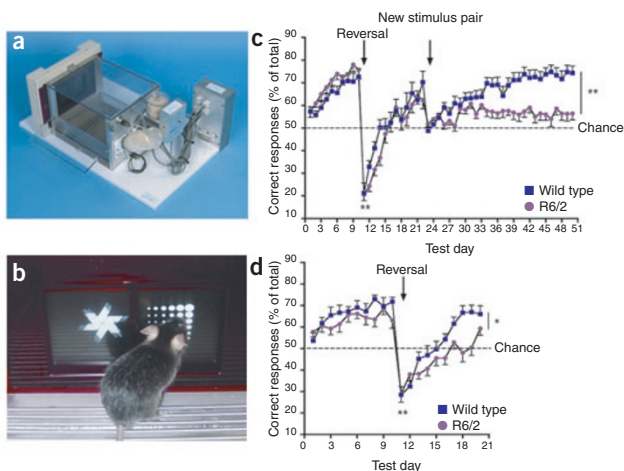 a
b
c
New stimulus pair
Reversal
Correct responses (% of total)
90
80
70
60
50
40
30
20
10
**
**
Chance
Wild type
R6/2
0 3 6 9 12 15 18 21 24 27 30 33 36 39 42 45 48 51
Test day
d
Reversal
Correct responses (% of total)
90
80
70
60
50
40
30
20
10
*
**
Chance
Wild type
R6/2
0 3 6 9 11 12 15 18 21
Test day